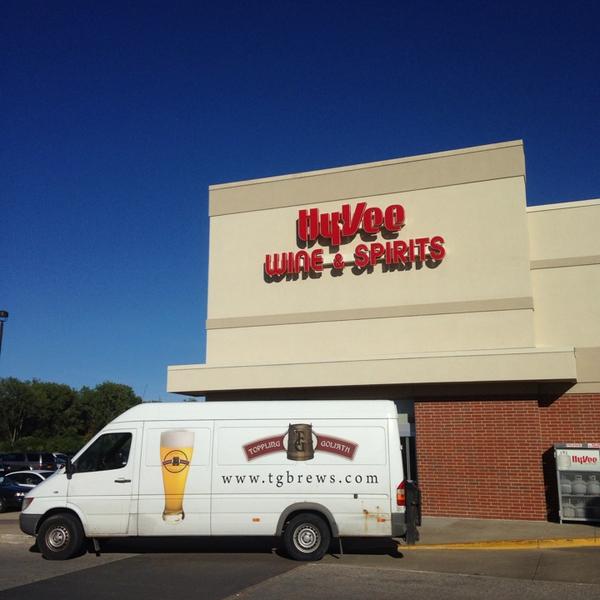 HyVee
WINE & SPIRITS
TOPPLING GOLIATH
www.tgbrews.com
HyVee